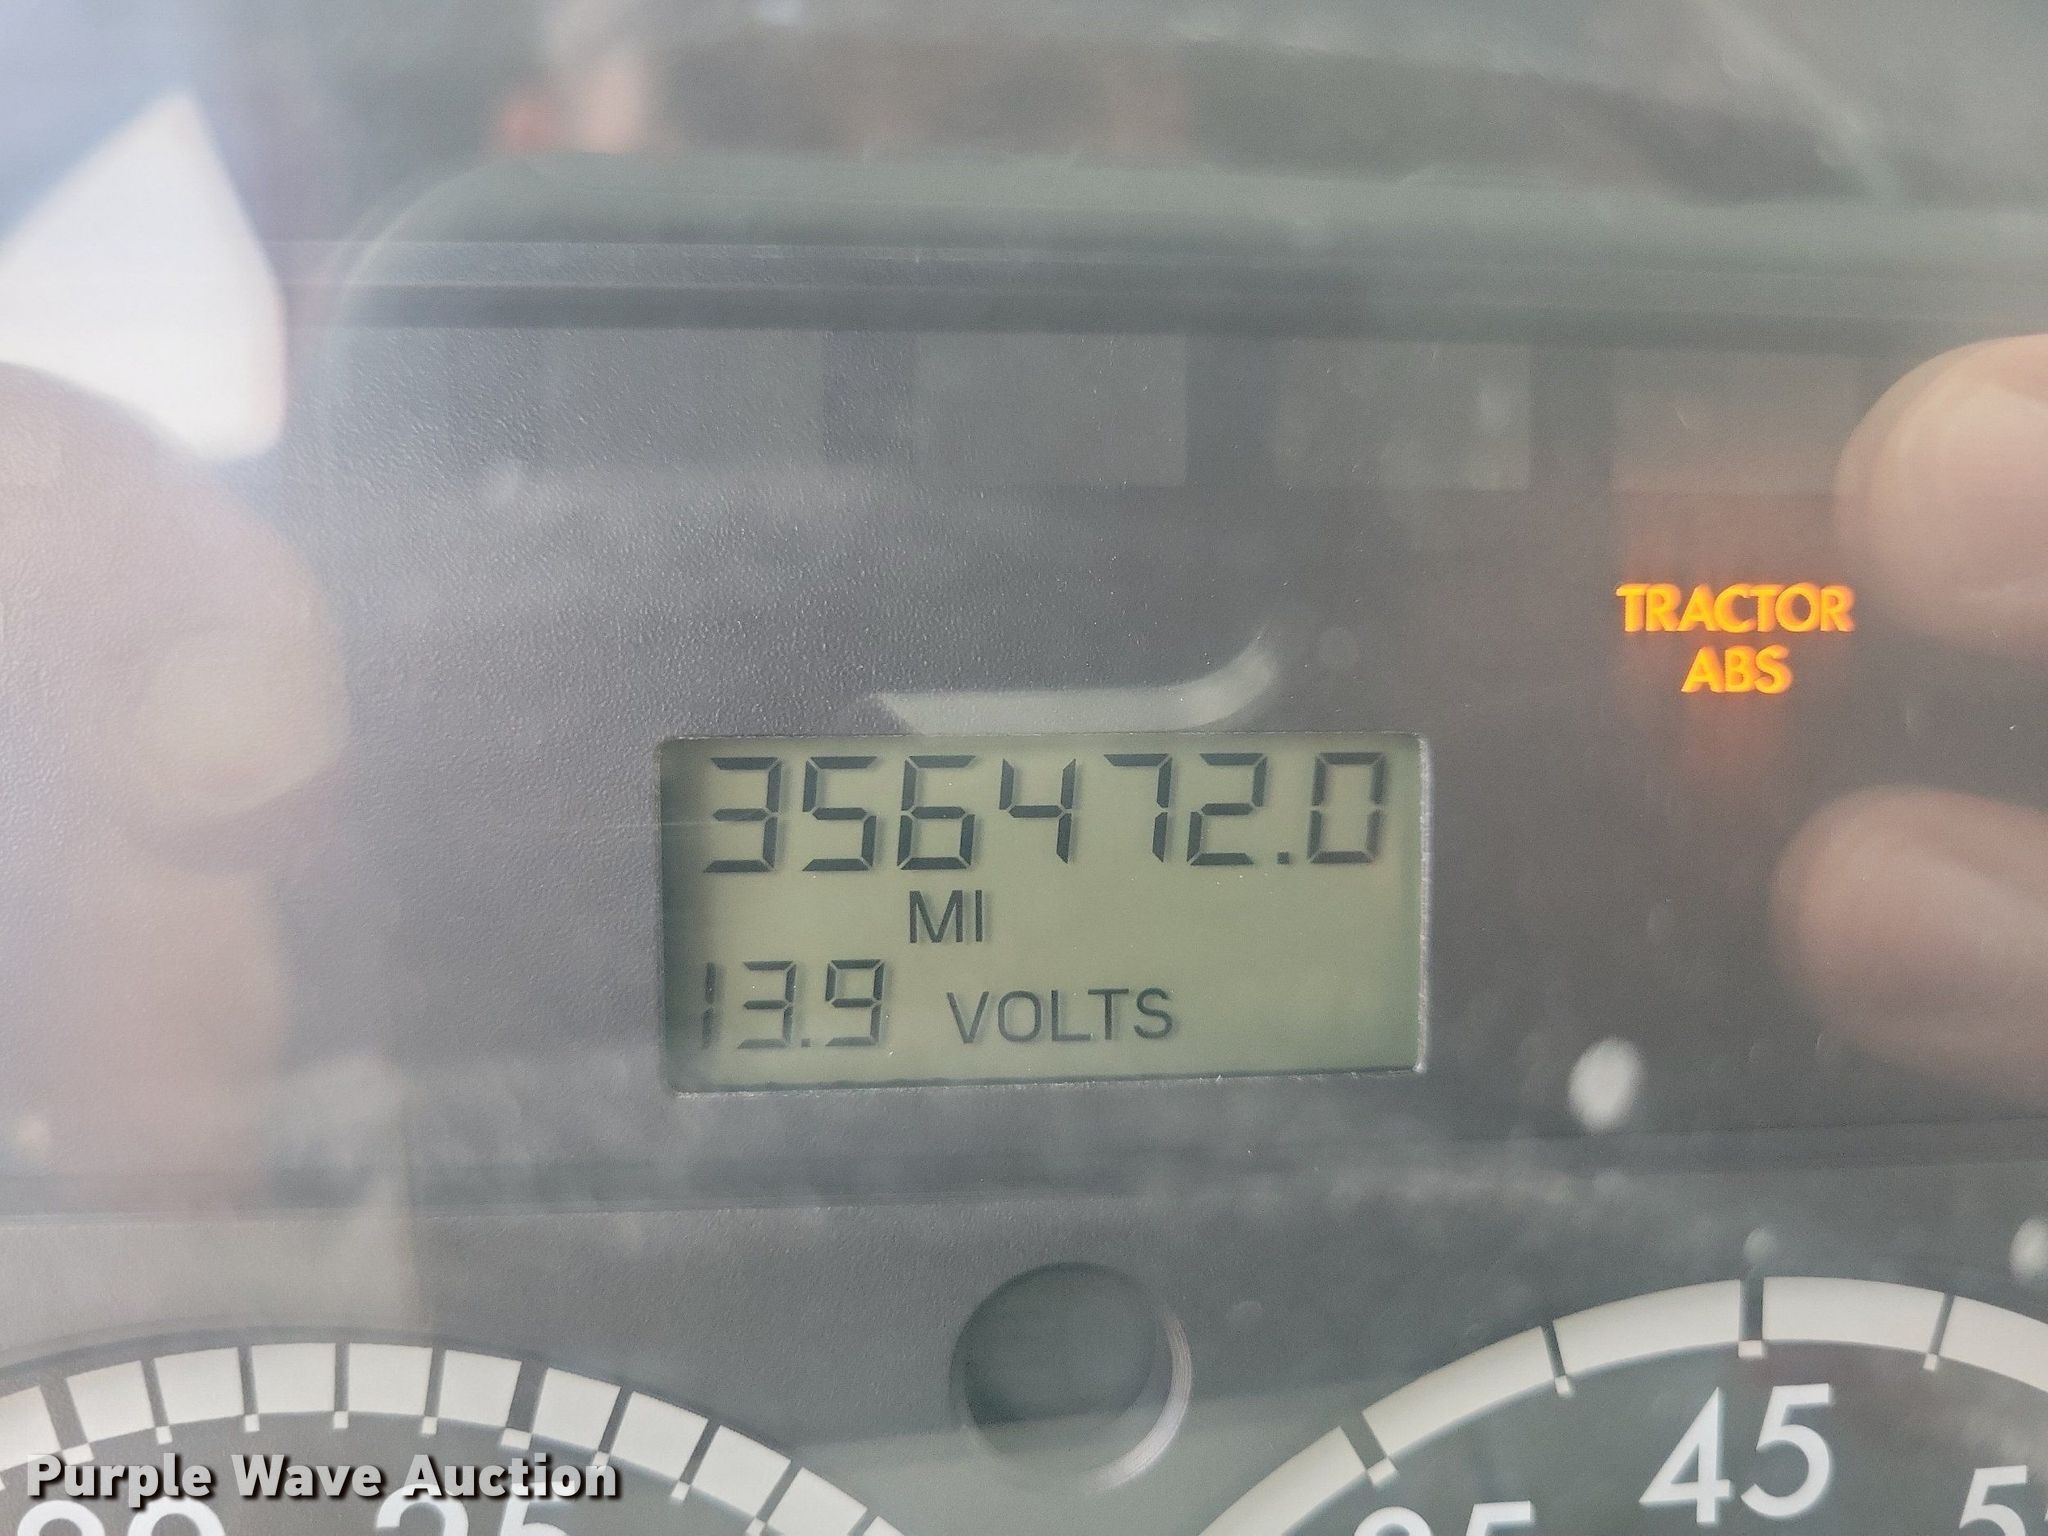 TRACTOR
ABS
356472.0
MI
13.9 VOLTS
45
Purple Wave Auction